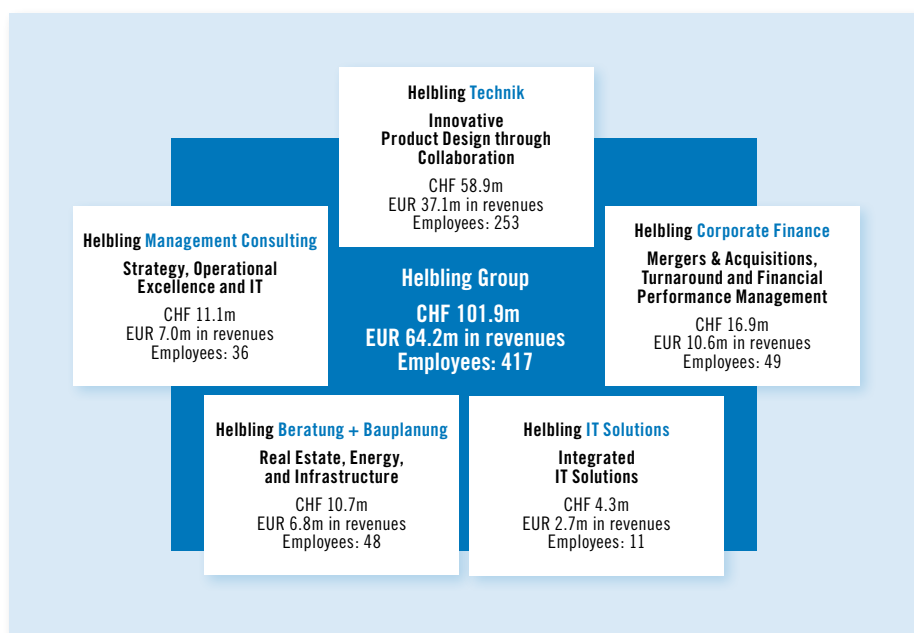 Helbling Technik
Innovative
Product Design through
Collaboration
CHF 58.9m
EUR 37.1m in revenues
Employees: 253
Helbling Management Consulting
Strategy, Operational
Excellence and IT
CHF 11.1m
EUR 7.0m in revenues
Employees: 36
Helbling Group
CHF 101.9m
EUR 64.2m in revenues
Employees: 417
Helbling Corporate Finance
Mergers & Acquisitions,
Turnaround and Financial
Performance Management
CHF 16.9m
EUR 10.6m in revenues
Employees: 49
Helbling Beratung + Bauplanung
Real Estate, Energy,
and Infrastructure
CHF 10.7m
EUR 6.8m in revenues
Employees: 48
Helbling IT Solutions
Integrated
IT Solutions
CHF 4.3m
EUR 2.7m in revenues
Employees: 11